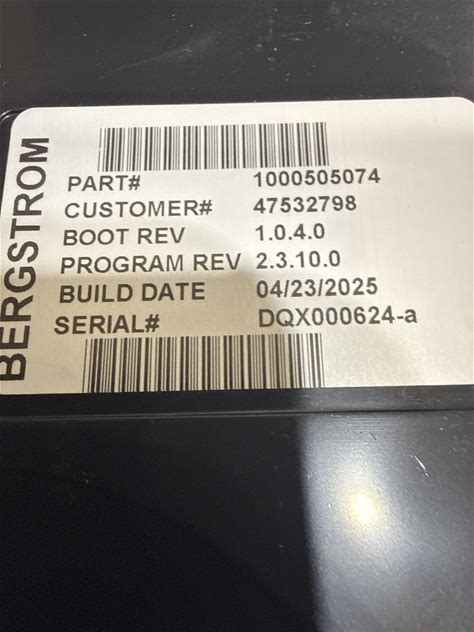 BERGSTROM
PART# 1000505074
CUSTOMER# 47532798
BOOT REV 1.0.4.0
PROGRAM REV 2.3.10.0
BUILD DATE 04/23/2025
SERIAL# DQX000624-a